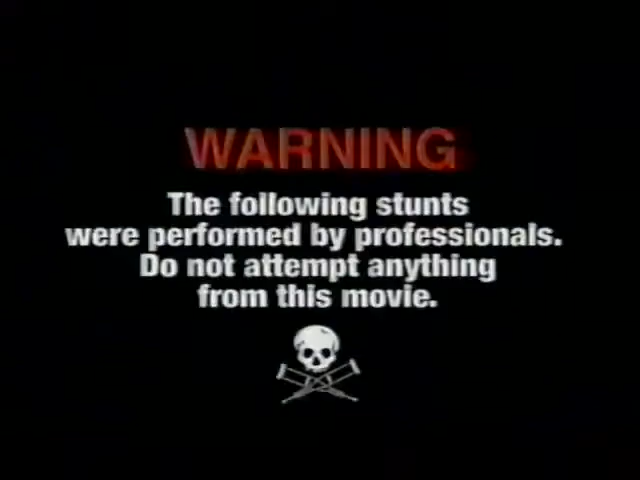 WARNING
The following stunts
were performed by professionals.
Do not attempt anything
from this movie.